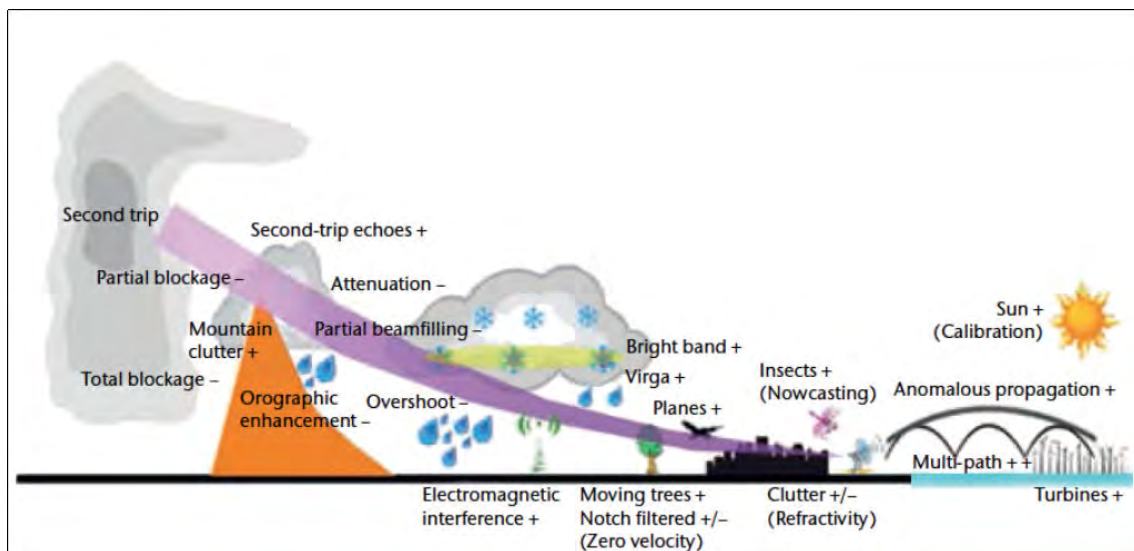 Second trip
Second-trip echoes +
Partial blockage –
Attenuation –
Mountain
clutter +
Partial beamfilling –
Total blockage –
Orographic
enhancement –
Overshoot –
Bright band +
Virga +
Planes +
Insects +
(Nowcasting)
Sun +
(Calibration)
Anomalous propagation +
Multi-path + +
Electromagnetic
interference +
Moving trees +
Notch filtered +/–
(Zero velocity)
Clutter +/–
(Refractivity)
Turbines +